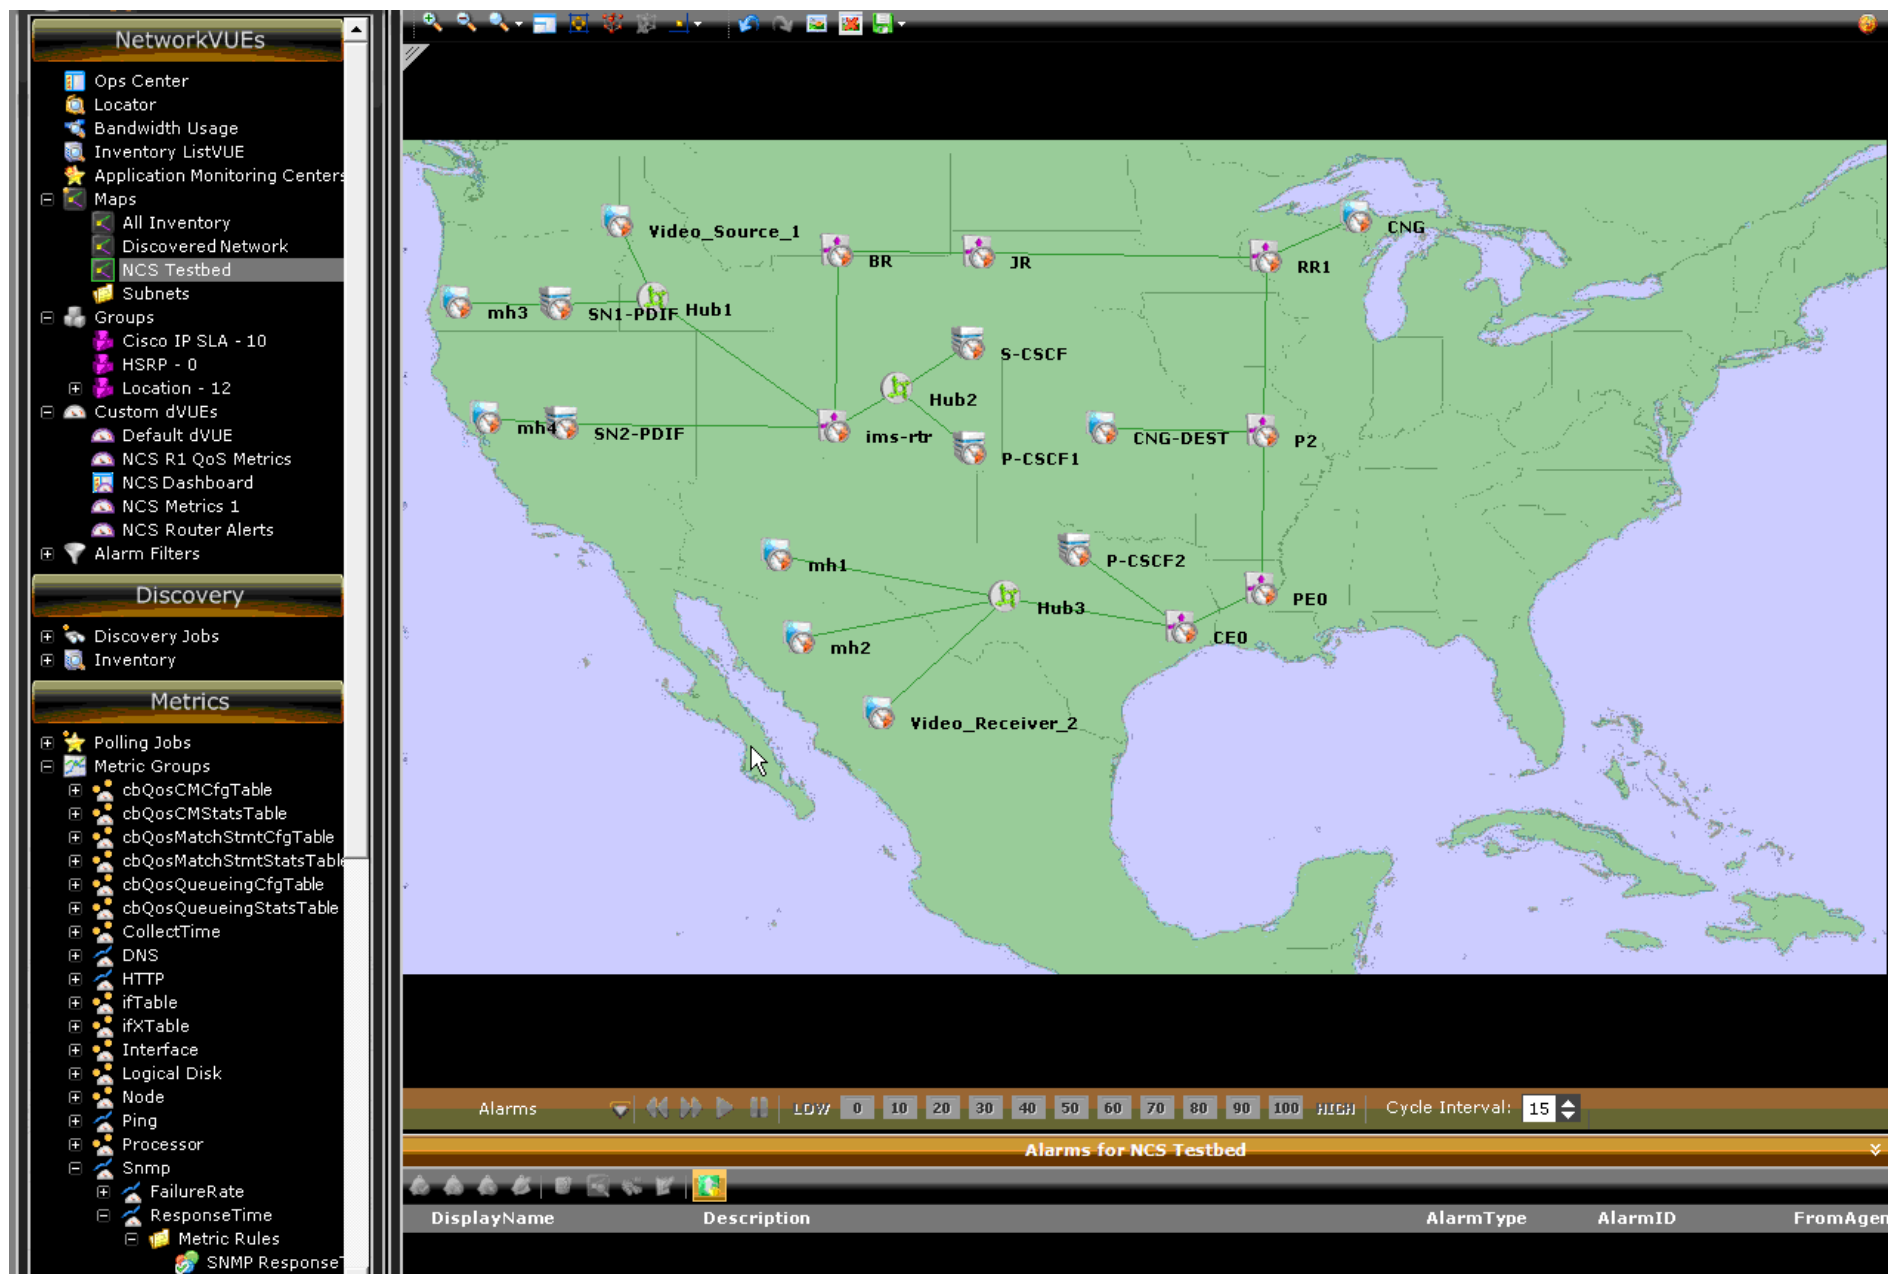 NetworkVUEs
Ops Center
Locator
Bandwidth Usage
Inventory ListVUE
Application Monitoring Centers
Maps
All Inventory
Discovered Network
NCS Testbed
Subnets
Groups
Cisco IP SLA - 10
HSRP - 0
Location - 12
Custom dVUEs
Default dVUE
NCS R1 QoS Metrics
NCS Dashboard
NCS Metrics 1
NCS Router Alerts
Alarm Filters
Discovery
Discovery Jobs
Inventory
Metrics
Polling Jobs
Metric Groups
cbQosCMCfgTable
cbQosCMStatsTable
cbQosMatchStmtCfgTable
cbQosMatchStmtStatsTable
cbQosQueueingCfgTable
cbQosQueueingStatsTable
CollectTime
DNS
HTTP
ifTable
ifXTable
Interface
Logical Disk
Node
Ping
Processor
Snmp
FailureRate
ResponseTime
Metric Rules
SNMP Response
Video_Source_1
CNG
BR
JR
RR1
mh3
SN1-PDIF
Hub1
S-CSCF
Hub2
mh4
SN2-PDIF
ims-rtr
CNG-DEST
P2
P-CSCF1
mh1
P-CSCF2
Hub3
PE0
CE0
mh2
Video_Receiver_2
Alarms LOW 0 10 20 30 40 50 60 70 80 90 100 HIGH Cycle Interval: 15
Alarms for NCS Testbed
DisplayName Description AlarmType AlarmID FromAgen